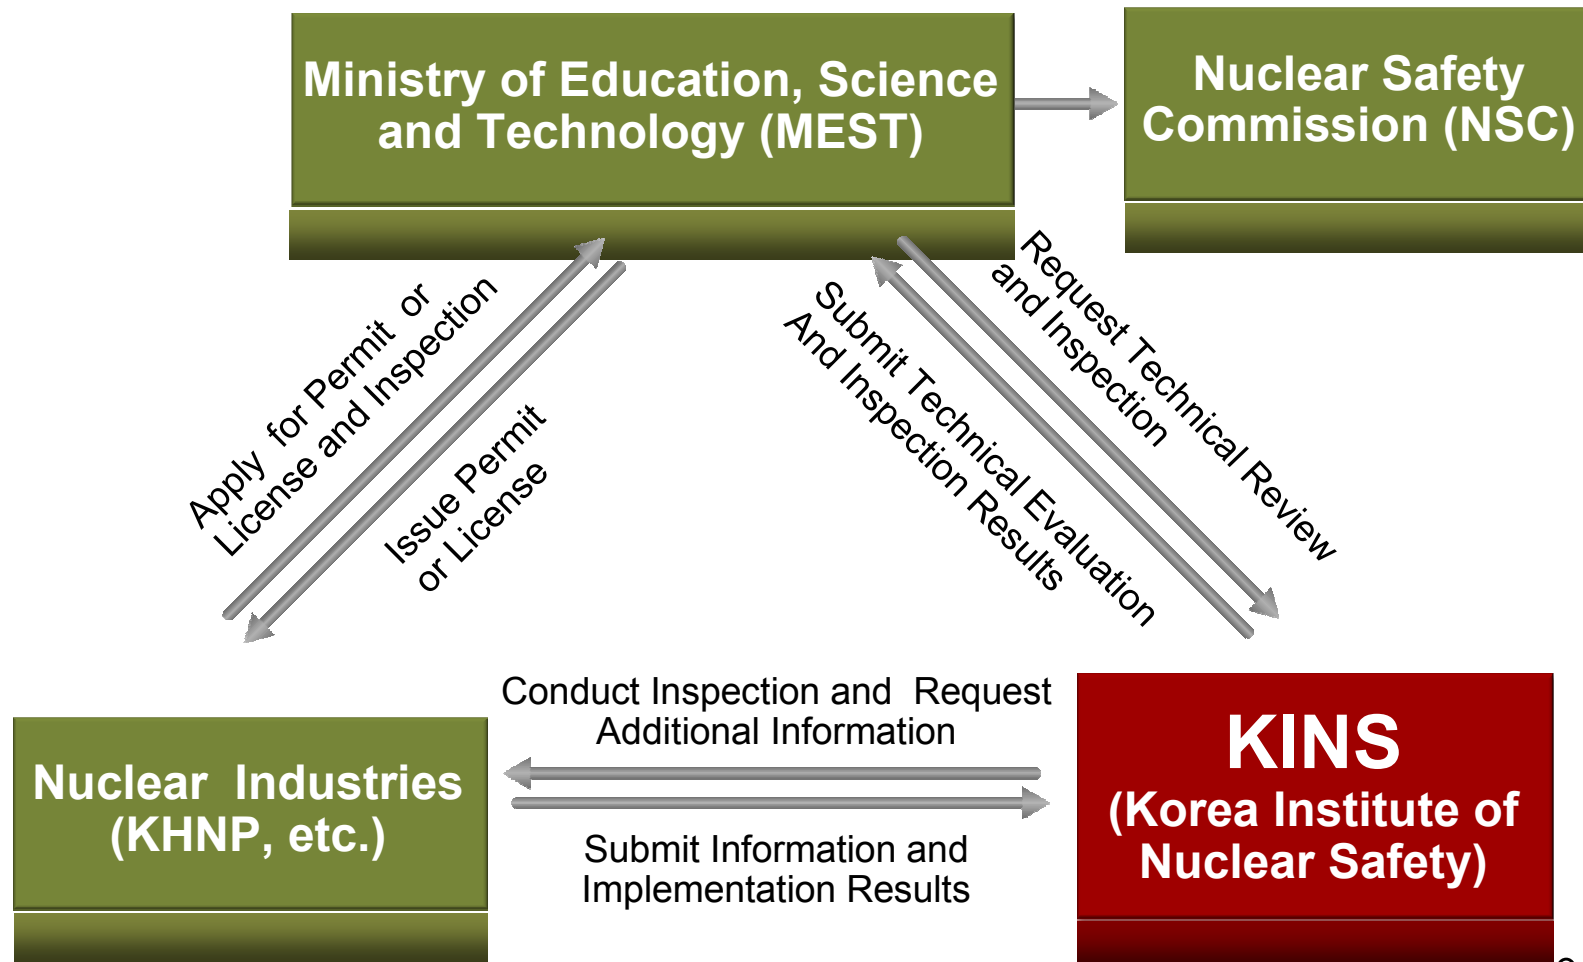 Ministry of Education, Science
and Technology (MEST)
Nuclear Safety
Commission (NSC)
Apply for Permit or
License and Inspection
Issue Permit
or License
Request Technical Review
and Inspection
Submit Technical Evaluation
And Inspection Results
Conduct Inspection and Request
Additional Information
Submit Information and
Implementation Results
Nuclear Industries
(KHNP, etc.)
KINS
(Korea Institute of
Nuclear Safety)